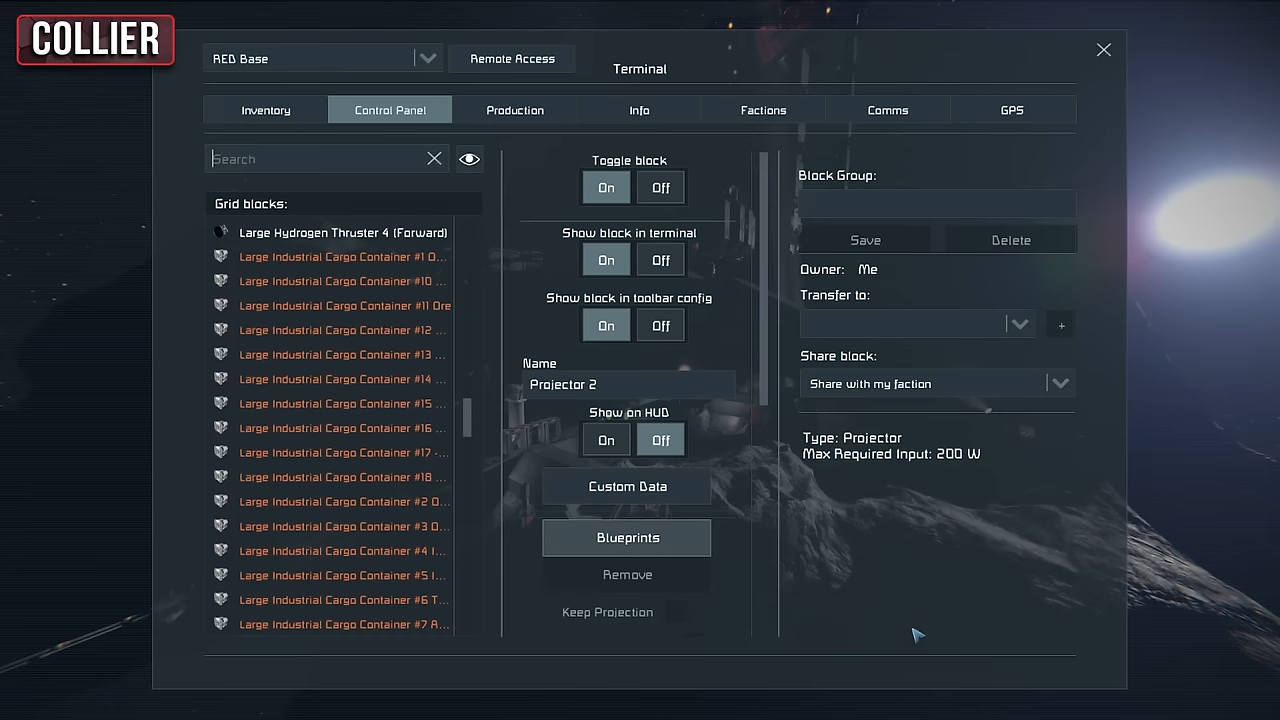 COLLIER
RED Base
Remote Access
Terminal
Inventory
Control Panel
Production
Info
Factions
Comms
GPS
Search
Grid blocks:
Large Hydrogen Thruster 4 (Forward)
Large Industrial Cargo Container #1 O...
Large Industrial Cargo Container #10 ...
Large Industrial Cargo Container #11 Ore
Large Industrial Cargo Container #12 ...
Large Industrial Cargo Container #13 ...
Large Industrial Cargo Container #14 ...
Large Industrial Cargo Container #15 ...
Large Industrial Cargo Container #16 ...
Large Industrial Cargo Container #17 -...
Large Industrial Cargo Container #18 ...
Large Industrial Cargo Container #2 O...
Large Industrial Cargo Container #3 O...
Large Industrial Cargo Container #4 I...
Large Industrial Cargo Container #5 I...
Large Industrial Cargo Container #6 T...
Large Industrial Cargo Container #7 A...
Toggle block
On
Off
Show block in terminal
On
Off
Show block in toolbar config
On
Off
Name
Projector 2
Show on HUD
On
Off
Custom Data
Blueprints
Remove
Keep Projection
Block Group:
Save
Delete
Owner: Me
Transfer to:
+
Share block:
Share with my faction
Type: Projector
Max Required Input: 200 W